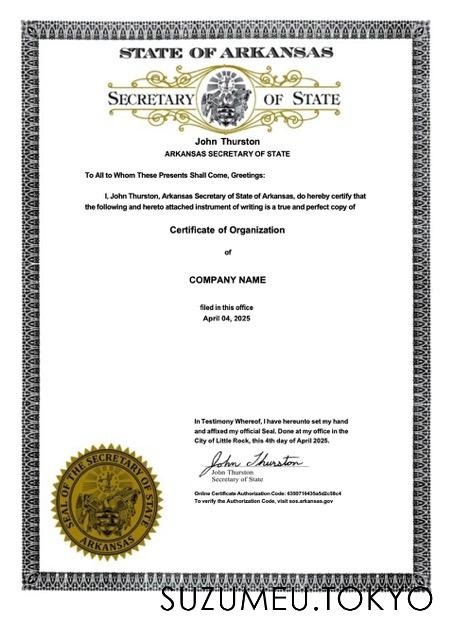 STATE OF ARKANSAS
SECRETARY OF STATE
John Thurston
ARKANSAS SECRETARY OF STATE
To All to Whom These Presents Shall Come, Greetings:
I, John Thurston, Arkansas Secretary of State of Arkansas, do hereby certify that
the following and hereto attached instrument of writing is a true and perfect copy of
Certificate of Organization
of
COMPANY NAME
filed in this office
April 04, 2025
In Testimony Whereof, I have hereunto set my hand
and affixed my official Seal. Done at my office in the
City of Little Rock, this 4th day of April 2025.
John Thurston
John Thurston
Secretary of State
Online Certificate Authorization Code:
To verify the Authorization Code, visit sos.arkansas.gov
SEAL OF THE SECRETARY OF STATE
ARKANSAS
SUZUMEU.TOKYO